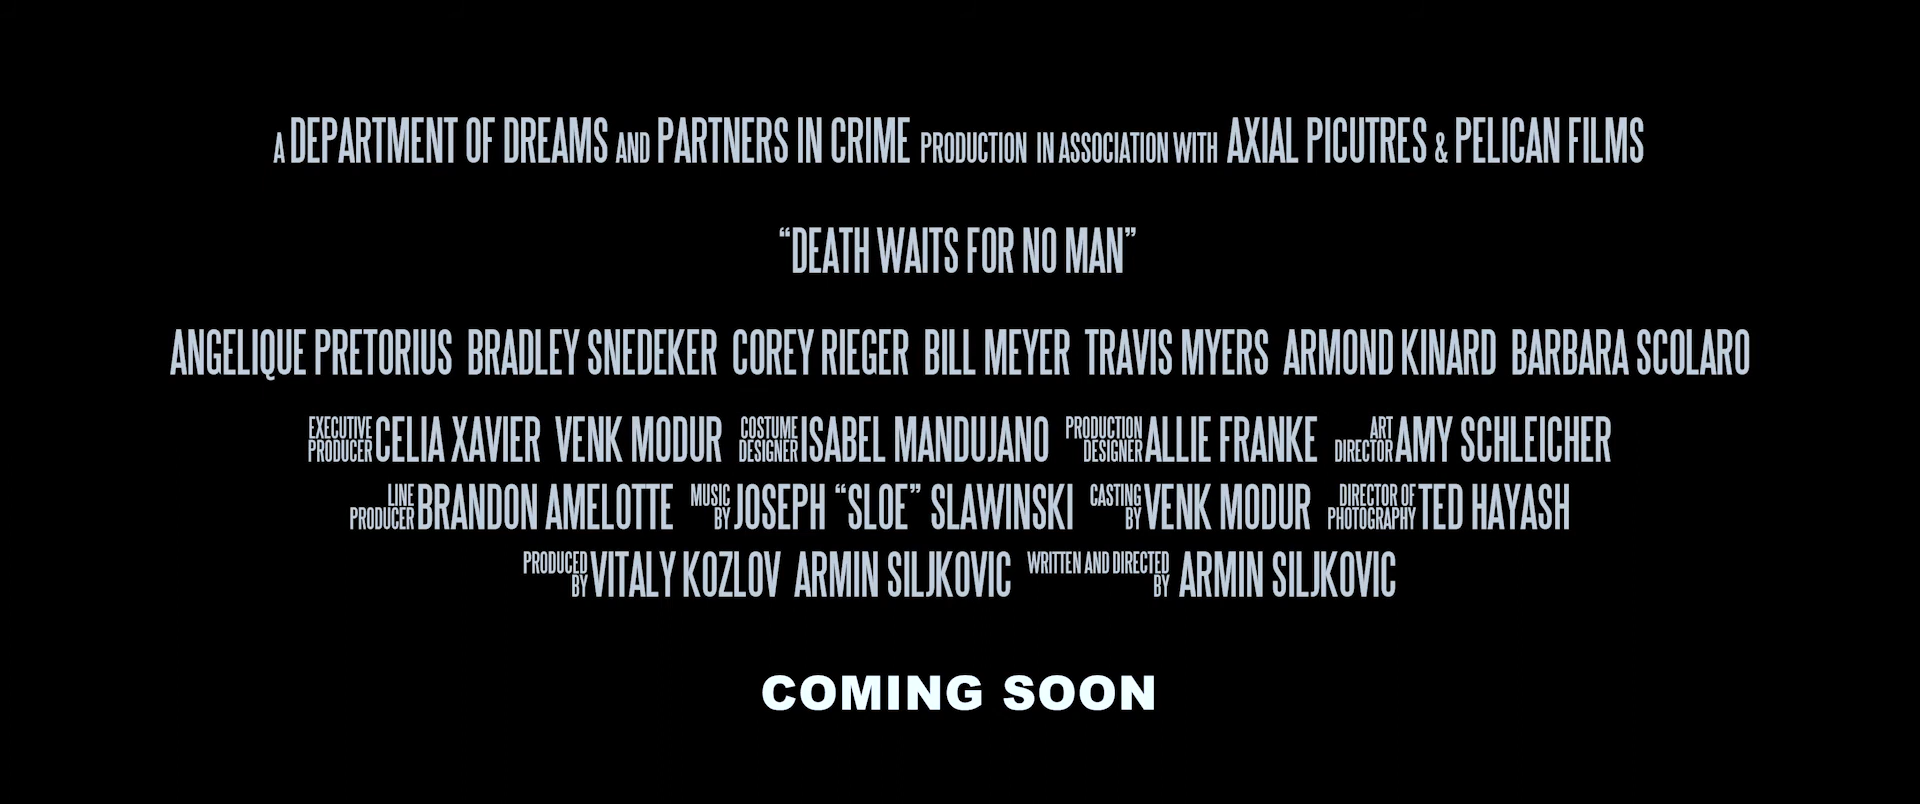 A DEPARTMENT OF DREAMS AND PARTNERS IN CRIME PRODUCTION IN ASSOCIATION WITH AXIAL PICUTRES & PELICAN FILMS
“DEATH WAITS FOR NO MAN”
ANGELIQUE PRETORIUS BRADLEY SNEDEKER COREY RIEGER BILL MEYER TRAVIS MYERS ARMOND KINARD BARBARA SCOLARO
EXECUTIVE PRODUCER CELIA XAVIER VENK MODUR COSTUME DESIGNER ISABEL MANDUJANO PRODUCTION DESIGNER ALLIE FRANKE ART DIRECTOR AMY SCHLEICHER
LINE PRODUCER BRANDON AMELOTTE MUSIC BY JOSEPH “SLOE” SLAWINSKI CASTING BY VENK MODUR DIRECTOR OF PHOTOGRAPHY TED HAYASH
PRODUCED BY VITALY KOZLOV ARMIN SILJKOVIC WRITTEN AND DIRECTED BY ARMIN SILJKOVIC
COMING SOON